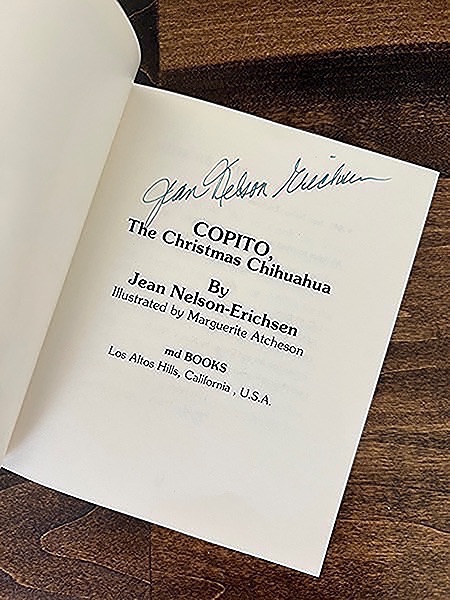 Jean Nelson Erichsen
COPITO,
The Christmas Chihuahua
By
Jean Nelson-Erichsen
Illustrated by Marguerite Atcheson
md BOOKS
Los Altos Hills, California , U.S.A.